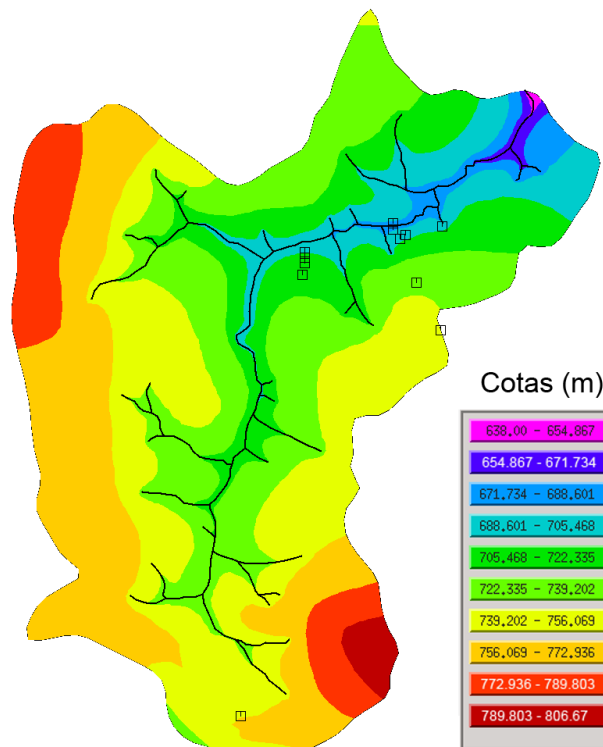 Cotas (m)
638.00 - 654.867
654.867 - 671.734
671.734 - 688.601
688.601 - 705.468
705.468 - 722.335
722.335 - 739.202
739.202 - 756.069
756.069 - 772.936
772.936 - 789.803
789.803 - 806.67